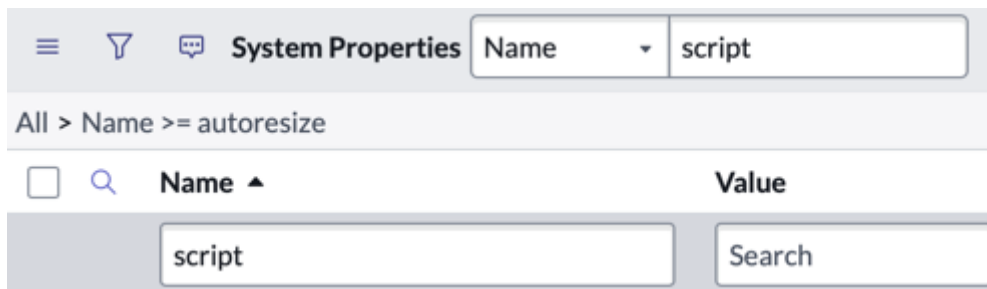 System Properties Name script
All > Name >= autoresize
Name Value
script Search